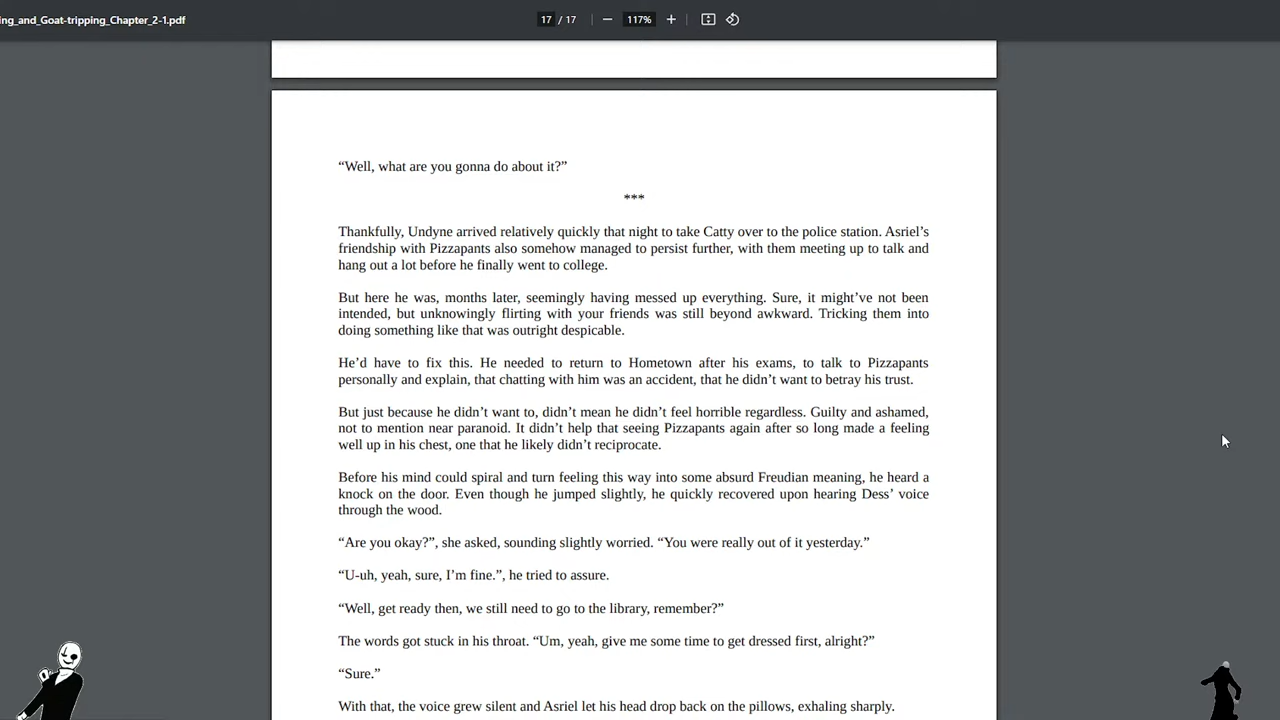 ing_and_Goat-tripping_Chapter_2-1.pdf
17 / 17
117%
“Well, what are you gonna do about it?”
***
Thankfully, Undyne arrived relatively quickly that night to take Catty over to the police station. Asriel’s
friendship with Pizzapants also somehow managed to persist further, with them meeting up to talk and
hang out a lot before he finally went to college.
But here he was, months later, seemingly having messed up everything. Sure, it might’ve not been
intended, but unknowingly flirting with your friends was still beyond awkward. Tricking them into
doing something like that was outright despicable.
He’d have to fix this. He needed to return to Hometown after his exams, to talk to Pizzapants
personally and explain, that chatting with him was an accident, that he didn’t want to betray his trust.
But just because he didn’t want to, didn’t mean he didn’t feel horrible regardless. Guilty and ashamed,
not to mention near paranoid. It didn’t help that seeing Pizzapants again after so long made a feeling
well up in his chest, one that he likely didn’t reciprocate.
Before his mind could spiral and turn feeling this way into some absurd Freudian meaning, he heard a
knock on the door. Even though he jumped slightly, he quickly recovered upon hearing Dess’ voice
through the wood.
“Are you okay?”, she asked, sounding slightly worried. “You were really out of it yesterday.”
“U-uh, yeah, sure, I’m fine.”, he tried to assure.
“Well, get ready then, we still need to go to the library, remember?”
The words got stuck in his throat. “Um, yeah, give me some time to get dressed first, alright?”
“Sure.”
With that, the voice grew silent and Asriel let his head drop back on the pillows, exhaling sharply.